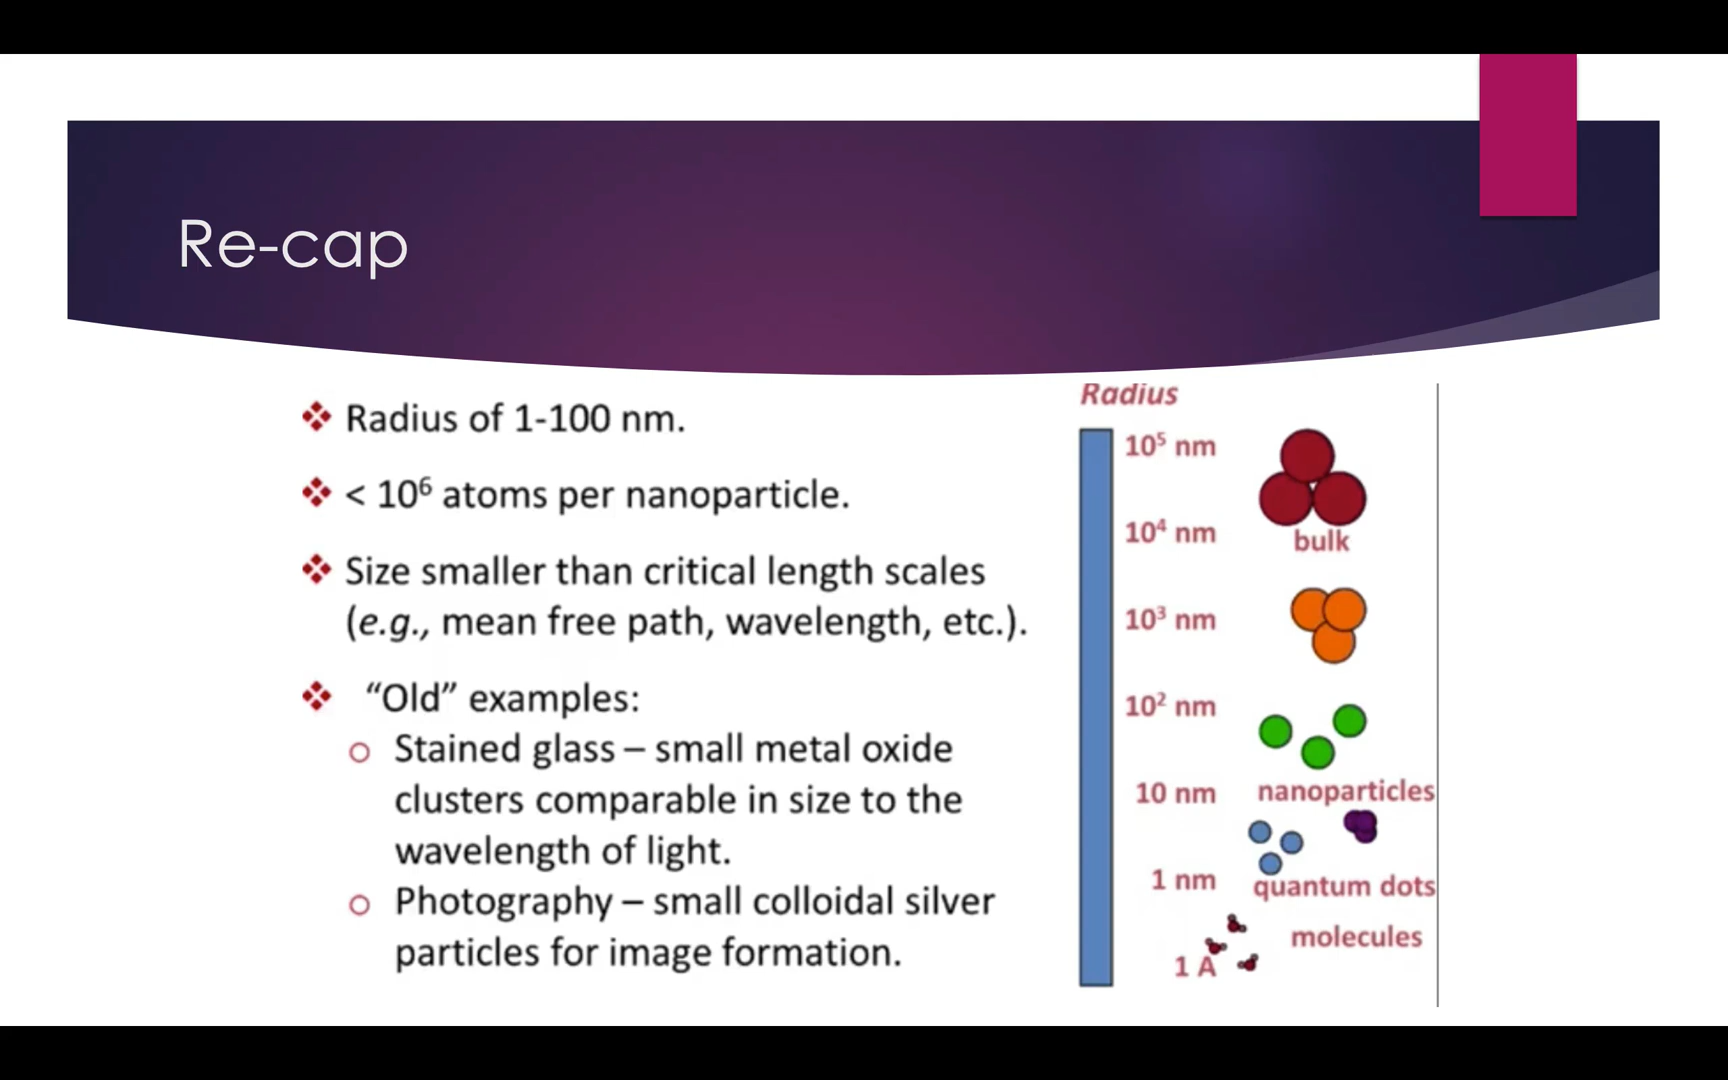 Re-cap
Radius of 1-100 nm.
< 10⁶ atoms per nanoparticle.
Size smaller than critical length scales
(e.g., mean free path, wavelength, etc.).
“Old” examples:
Stained glass – small metal oxide
clusters comparable in size to the
wavelength of light.
Photography – small colloidal silver
particles for image formation.
Radius
10⁵ nm
bulk
10⁴ nm
10³ nm
10² nm
10 nm
nanoparticles
1 nm
quantum dots
molecules
1 A